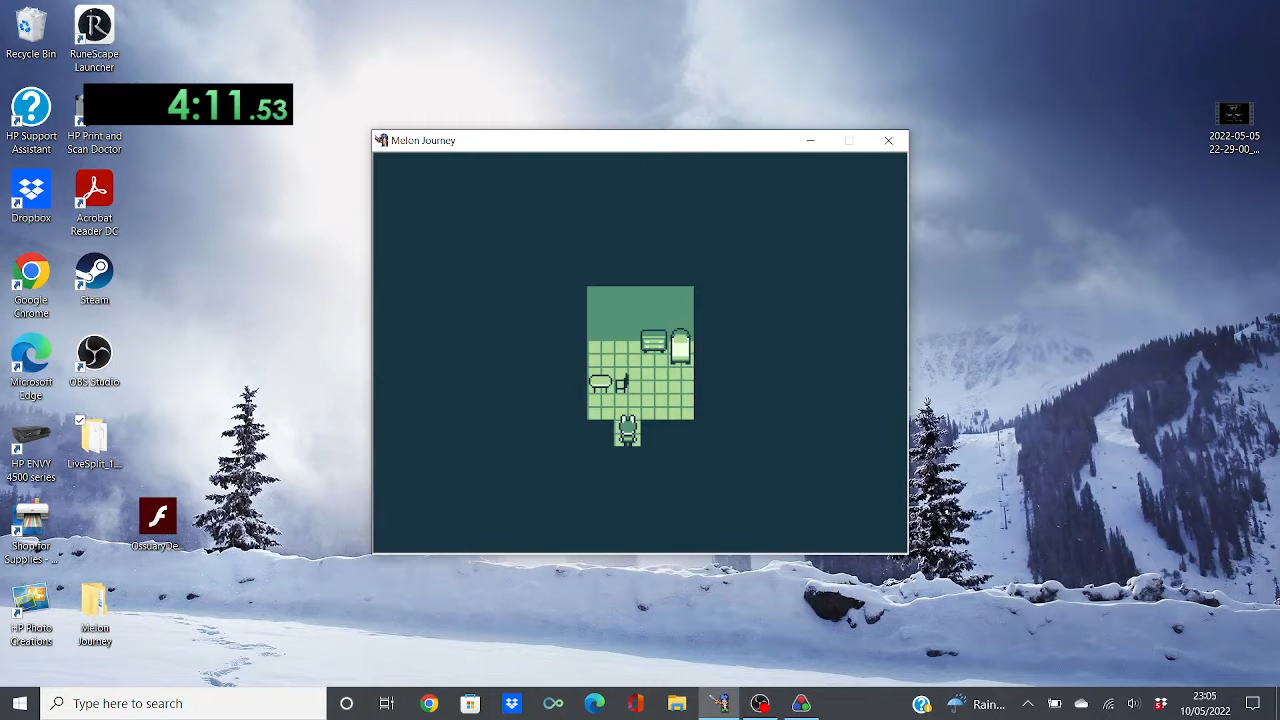 Recycle Bin
RuneScape
Launcher
4:11.53
HP Support
Assistant
HP Print and
Scan Doctor
Dropbox
Acrobat
Reader DC
Google
Chrome
Steam
Microsoft
Edge
OBS Studio
HP ENVY
4500 series
LiveSplit_1....
Shop for
Supplies - ...
OssuaryDe...
HP Photo
Creations
Melon
Journey
Melon Journey
2022-05-05
22-29-00_...
Type here to search
Rain...
23:05
10/05/2022